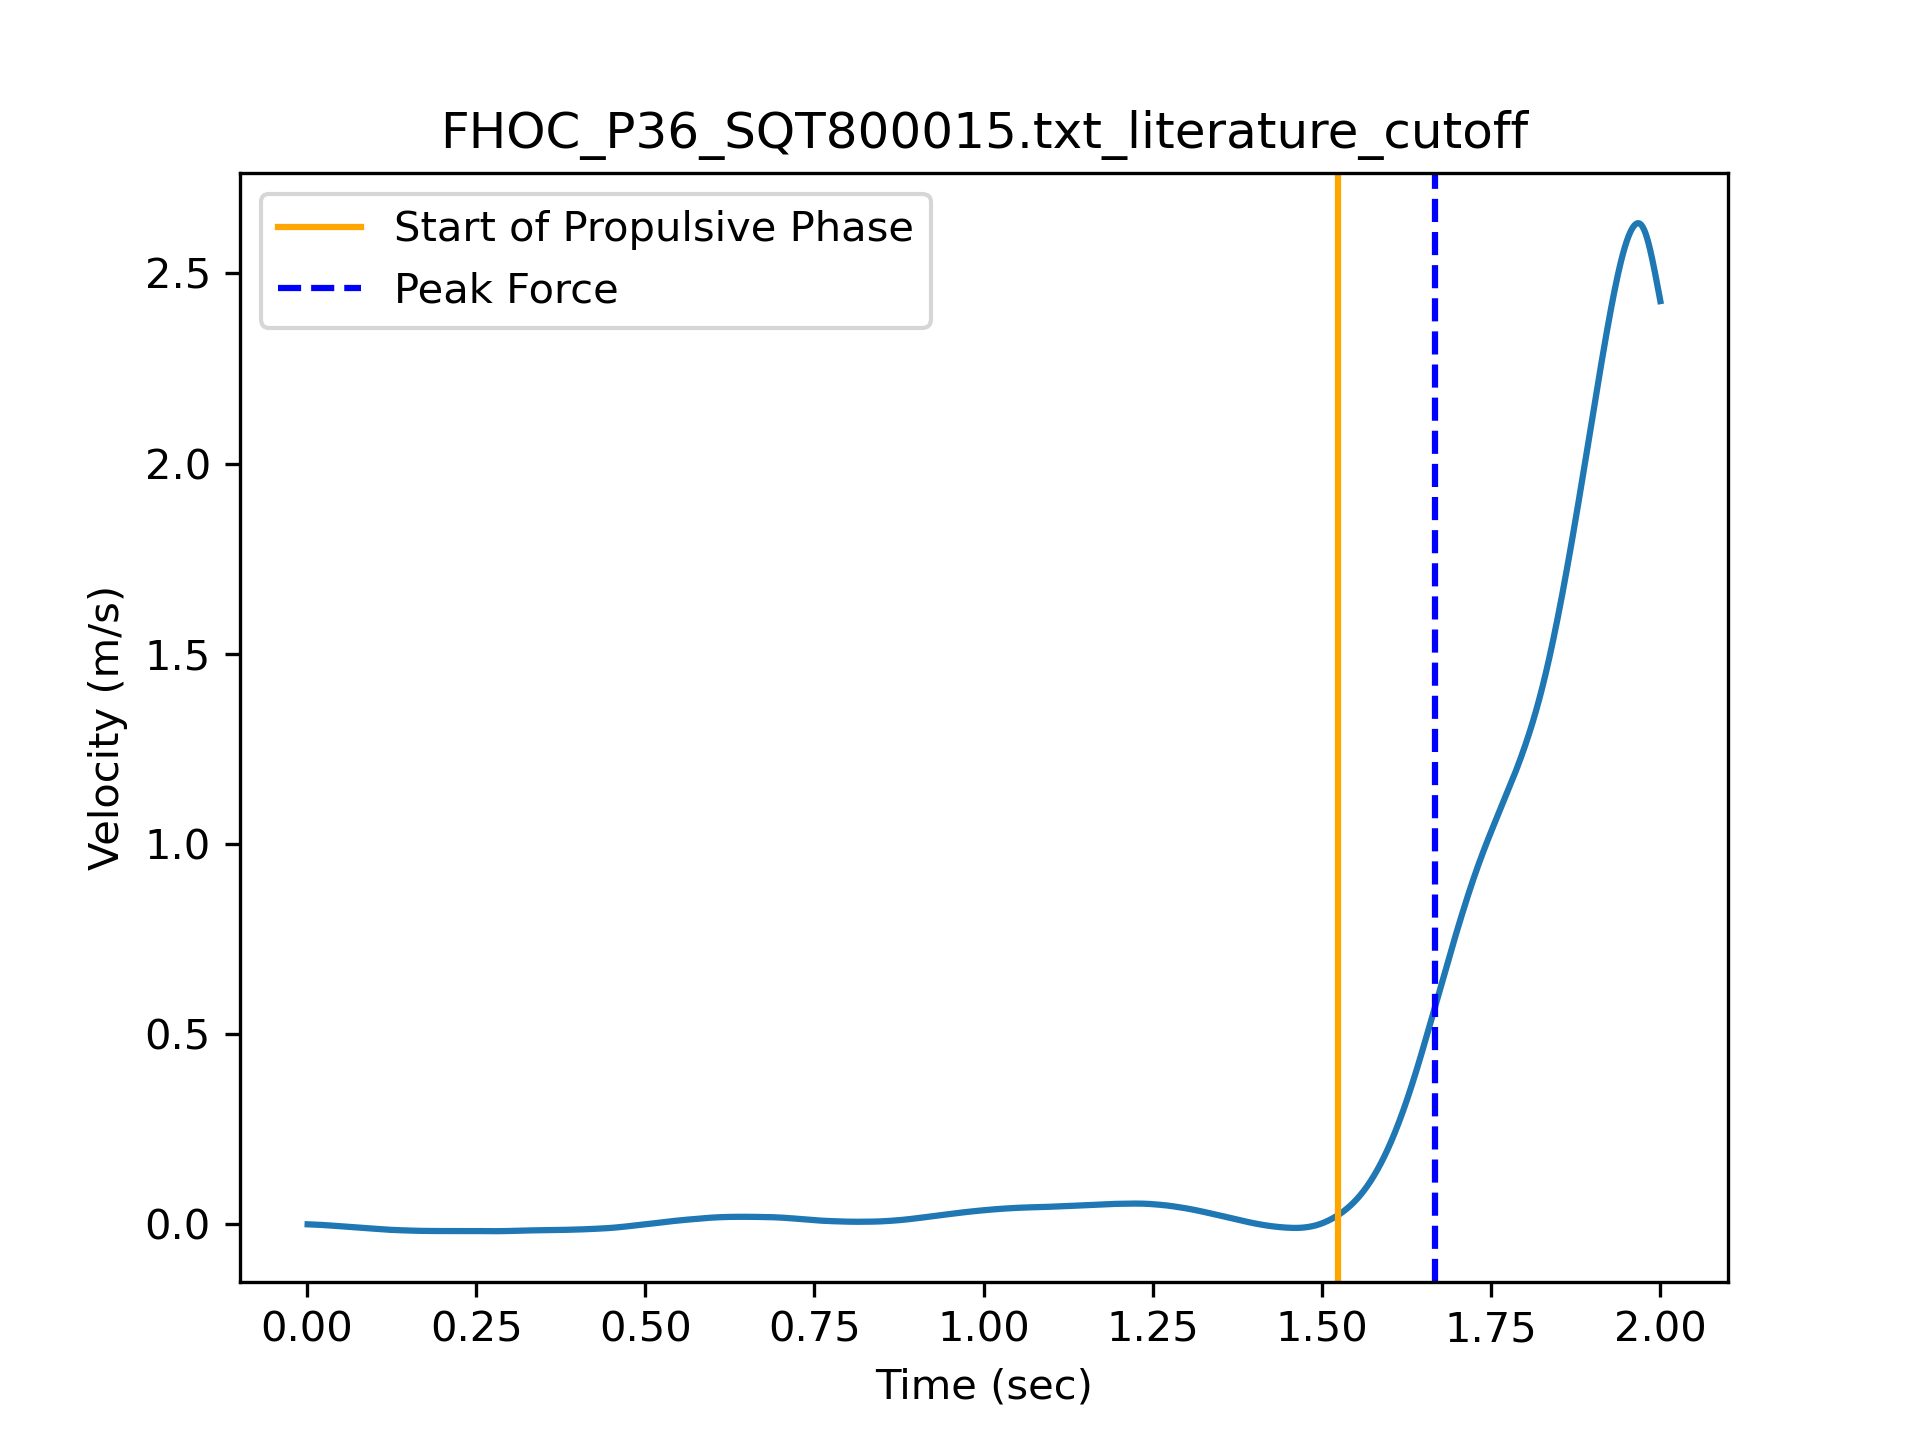 FHOC_P36_SQT800015.txt_literature_cutoff
Start of Propulsive Phase
Peak Force
2.5
2.0
1.5
1.0
0.5
0.0
Velocity (m/s)
0.00 0.25 0.50 0.75 1.00 1.25 1.50 1.75 2.00
Time (sec)